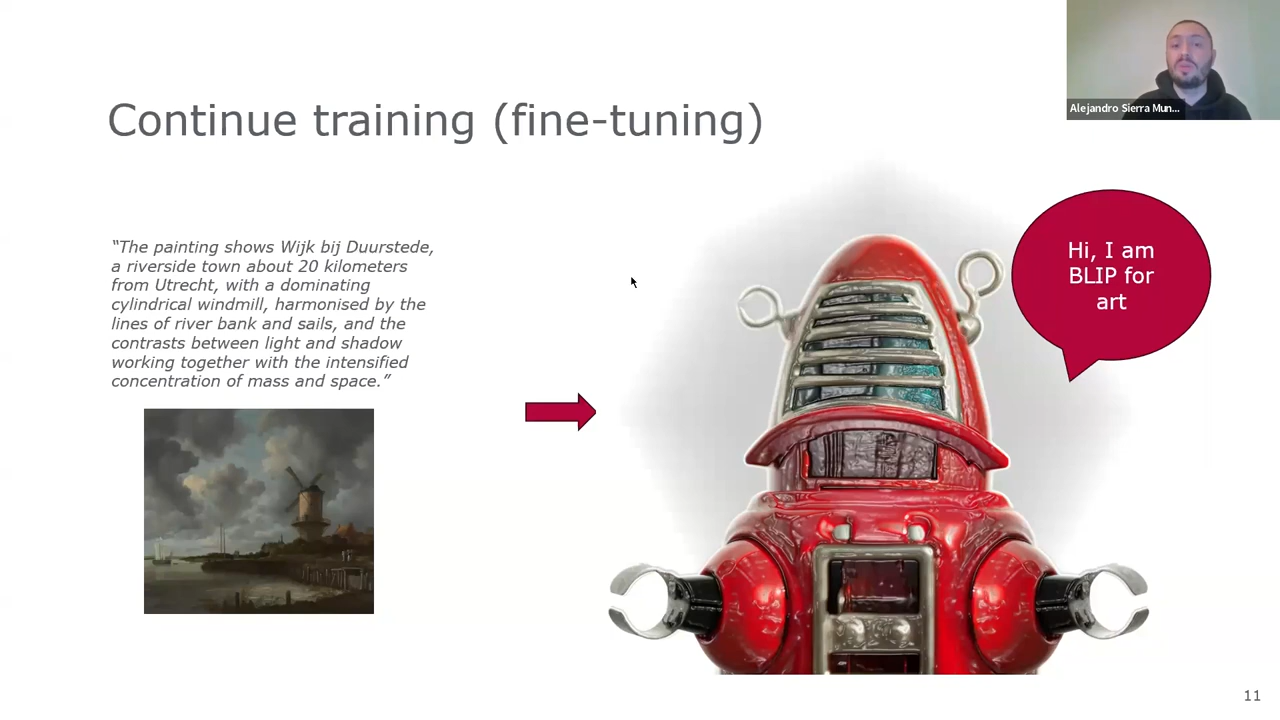 Alejandro Sierra Mun...
Continue training (fine-tuning)
“The painting shows Wijk bij Duurstede,
a riverside town about 20 kilometers
from Utrecht, with a dominating
cylindrical windmill, harmonised by the
lines of river bank and sails, and the
contrasts between light and shadow
working together with the intensified
concentration of mass and space.”
Hi, I am
BLIP for
art
11